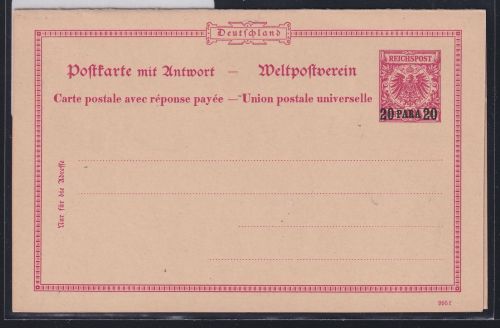 Deutschland
Postkarte mit Antwort — Weltpostverein
Carte postale avec réponse payée — Union postale universelle
REICHSPOST
20 PARA 20
Nur für die Adresse